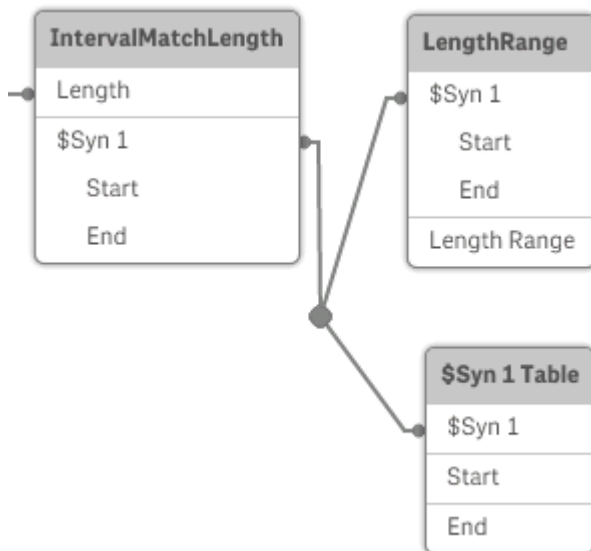 IntervalMatchLength
Length
$Syn 1
Start
End
LengthRange
$Syn 1
Start
End
Length Range
$Syn 1 Table
$Syn 1
Start
End